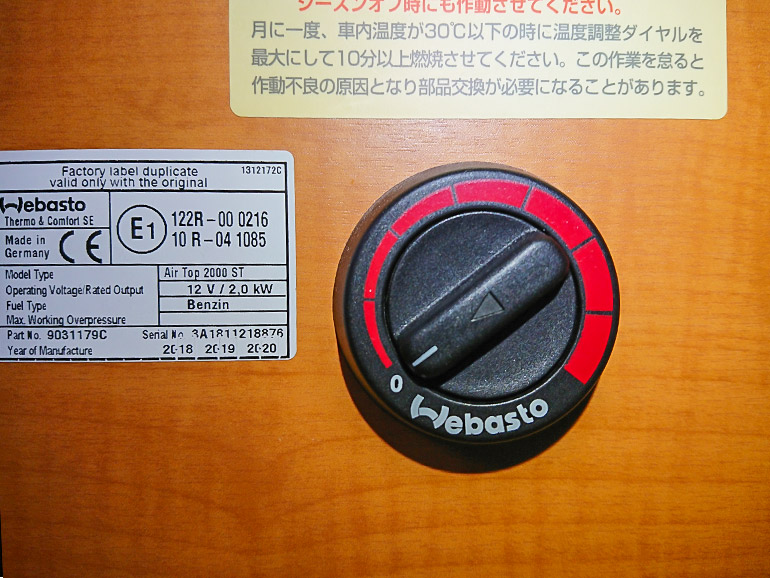 シーズンオフ時にも作動させてください。
月に一度、車内温度が30℃以下の時に温度調整ダイヤルを
最大にして10分以上燃焼させてください。この作業を怠ると
作動不良の原因となり部品交換が必要になることがあります。
Factory label duplicate 1312172C
valid only with the original
Webasto
Thermo & Comfort SE
Made in
Germany
CE
E1
122R-00 0216
10 R-04 1085
Model Type Air Top 2000 ST
Operating Voltage/Rated Output 12 V / 2,0 kW
Fuel Type Benzin
Max. Working Overpressure
Part No. 9031179C Serial No. 3A1811218876
Year of Manufacture 2018 2019 2020
0
Webasto